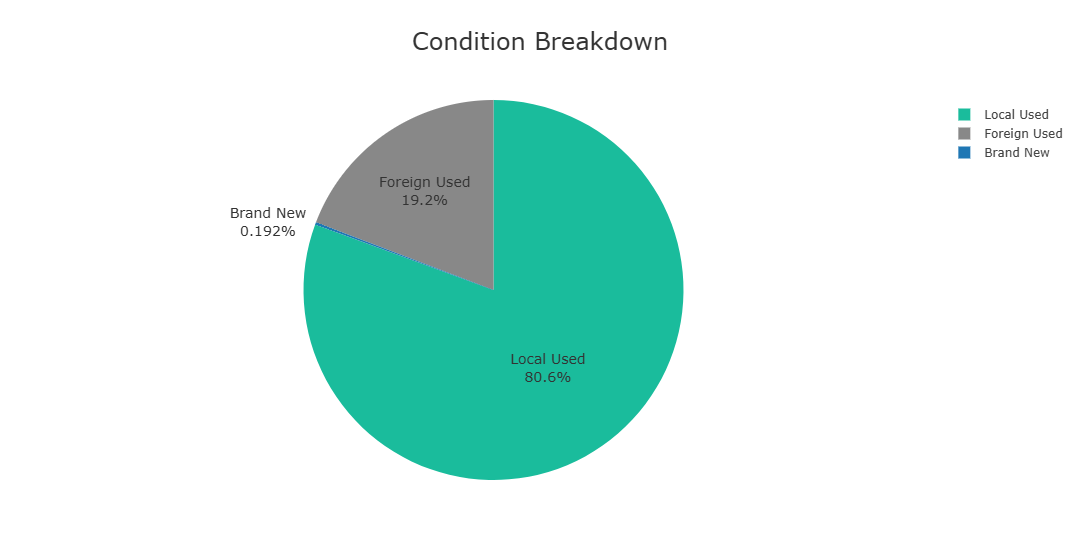 Condition Breakdown
Local Used
Foreign Used
Brand New
Foreign Used
19.2%
Brand New
0.192%
Local Used
80.6%